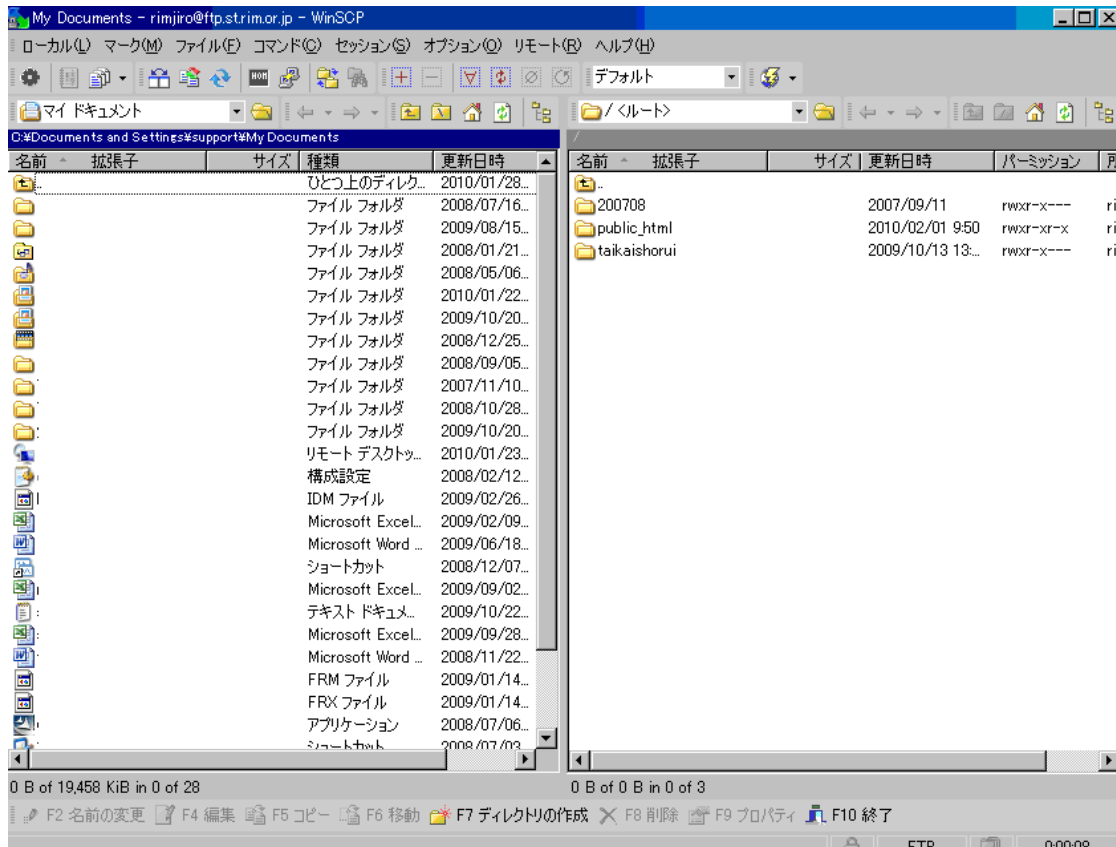 My Documents - rimjiro@ftp.st.rim.or.jp - WinSCP
ローカル(L) マーク(M) ファイル(F) コマンド(C) セッション(S) オプション(O) リモート(R) ヘルプ(H)
デフォルト
マイ ドキュメント / <ルート>
C:¥Documents and Settings¥support¥My Documents /
名前 拡張子 サイズ 種類 更新日時 名前 拡張子 サイズ 更新日時 パーミッション
.. ひとつ上のディレク... 2010/01/28... ..
ファイル フォルダ 2008/07/16... 200708 2007/09/11 rwxr-x--- ri
ファイル フォルダ 2009/08/15... public_html 2010/02/01 9:50 rwxr-xr-x ri
ファイル フォルダ 2008/01/21... taikaishorui 2009/10/13 13:... rwxr-x--- ri
ファイル フォルダ 2008/05/06...
ファイル フォルダ 2010/01/22...
ファイル フォルダ 2009/10/20...
ファイル フォルダ 2008/12/25...
ファイル フォルダ 2008/09/05...
ファイル フォルダ 2007/11/10...
ファイル フォルダ 2008/10/28...
ファイル フォルダ 2009/10/20...
リモート デスクトッ... 2010/01/23...
構成設定 2008/02/12...
IDM ファイル 2009/02/26...
Microsoft Excel... 2009/02/09...
Microsoft Word ... 2009/06/18...
ショートカット 2008/12/07...
Microsoft Excel... 2009/09/02...
テキスト ドキュメ... 2009/10/22...
Microsoft Excel... 2009/09/28...
Microsoft Word ... 2008/11/22...
FRM ファイル 2009/01/14...
FRX ファイル 2009/01/14...
アプリケーション 2008/07/06...
ショートカット 2008/07/03
0 B of 19,458 KiB in 0 of 28 0 B of 0 B in 0 of 3
F2 名前の変更 F4 編集 F5 コピー F6 移動 F7 ディレクトリの作成 F8 削除 F9 プロパティ F10 終了
FTP 0:00:08